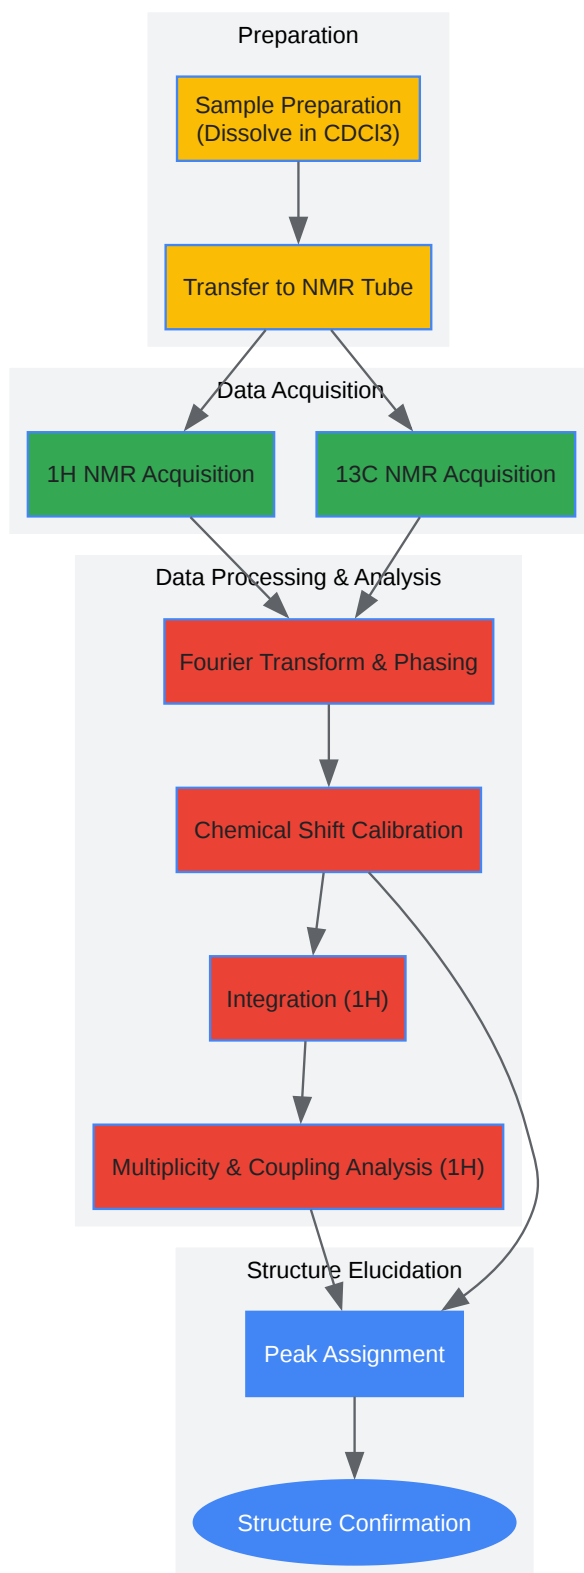 Preparation
Sample Preparation
(Dissolve in CDCl3)
Transfer to NMR Tube
Data Acquisition
1H NMR Acquisition
13C NMR Acquisition
Data Processing & Analysis
Fourier Transform & Phasing
Chemical Shift Calibration
Integration (1H)
Multiplicity & Coupling Analysis (1H)
Structure Elucidation
Peak Assignment
Structure Confirmation